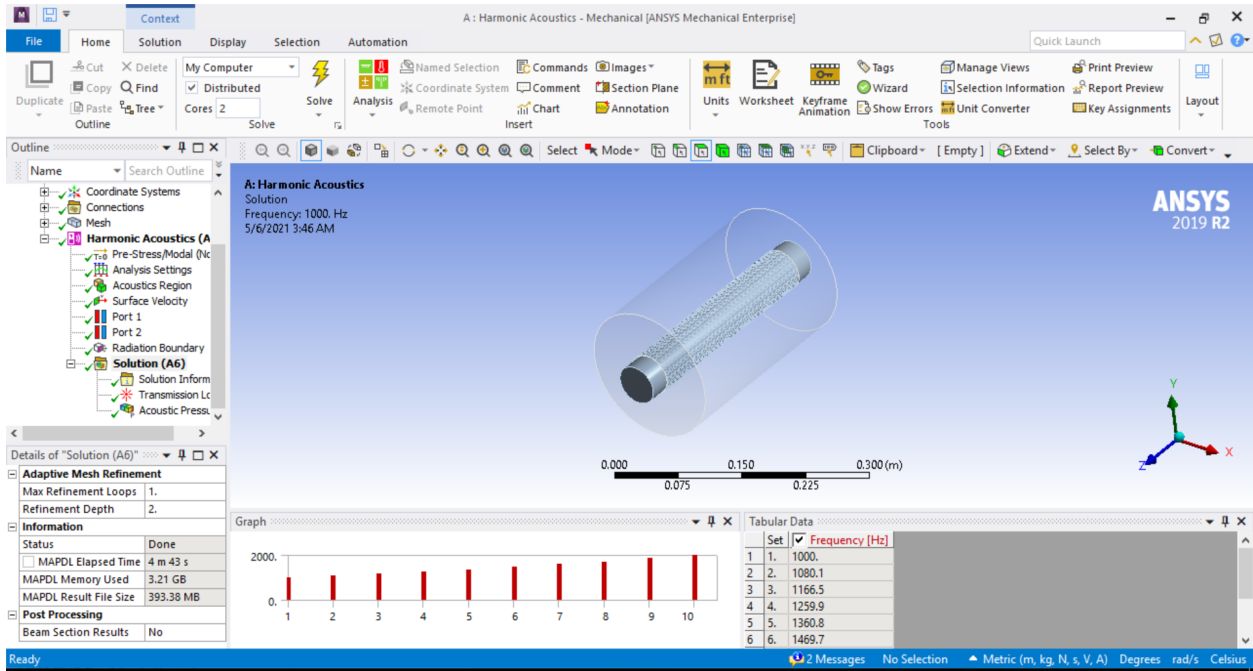 M
Context
A : Harmonic Acoustics - Mechanical [ANSYS Mechanical Enterprise]
File Home Solution Display Selection Automation
Quick Launch
Duplicate
Cut
Copy
Paste
Delete
Find
Tree
Outline
My Computer
Distributed
Cores 2
Solve
Solve
Analysis
Named Selection
Coordinate System
Remote Point
Commands
Comment
Chart
Images
Section Plane
Annotation
Insert
Units
Worksheet
Keyframe Animation
Tags
Wizard
Show Errors
Manage Views
Selection Information
Unit Converter
Print Preview
Report Preview
Key Assignments
Tools
Layout
Outline
Name Search Outline
Select Mode Clipboard [ Empty ] Extend Select By Convert
Coordinate Systems
Connections
Mesh
Harmonic Acoustics (A
Pre-Stress/Modal (Nc
Analysis Settings
Acoustics Region
Surface Velocity
Port 1
Port 2
Radiation Boundary
Solution (A6)
Solution Inform
Transmission Lc
Acoustic Pressu
A: Harmonic Acoustics
Solution
Frequency: 1000. Hz
5/6/2021 3:46 AM
ANSYS
2019 R2
Y
X
Z
0.000 0.150 0.300 (m)
0.075 0.225
Details of "Solution (A6)"
Adaptive Mesh Refinement
Max Refinement Loops 1.
Refinement Depth 2.
Information
Status Done
MAPDL Elapsed Time 4 m 43 s
MAPDL Memory Used 3.21 GB
MAPDL Result File Size 393.38 MB
Post Processing
Beam Section Results No
Graph
2000.
0.
1 2 3 4 5 6 7 8 9 10
Tabular Data
Set Frequency [Hz]
1 1. 1000.
2 2. 1080.1
3 3. 1166.5
4 4. 1259.9
5 5. 1360.8
6 6. 1469.7
Ready
2 Messages No Selection Metric (m, kg, N, s, V, A) Degrees rad/s Celsius